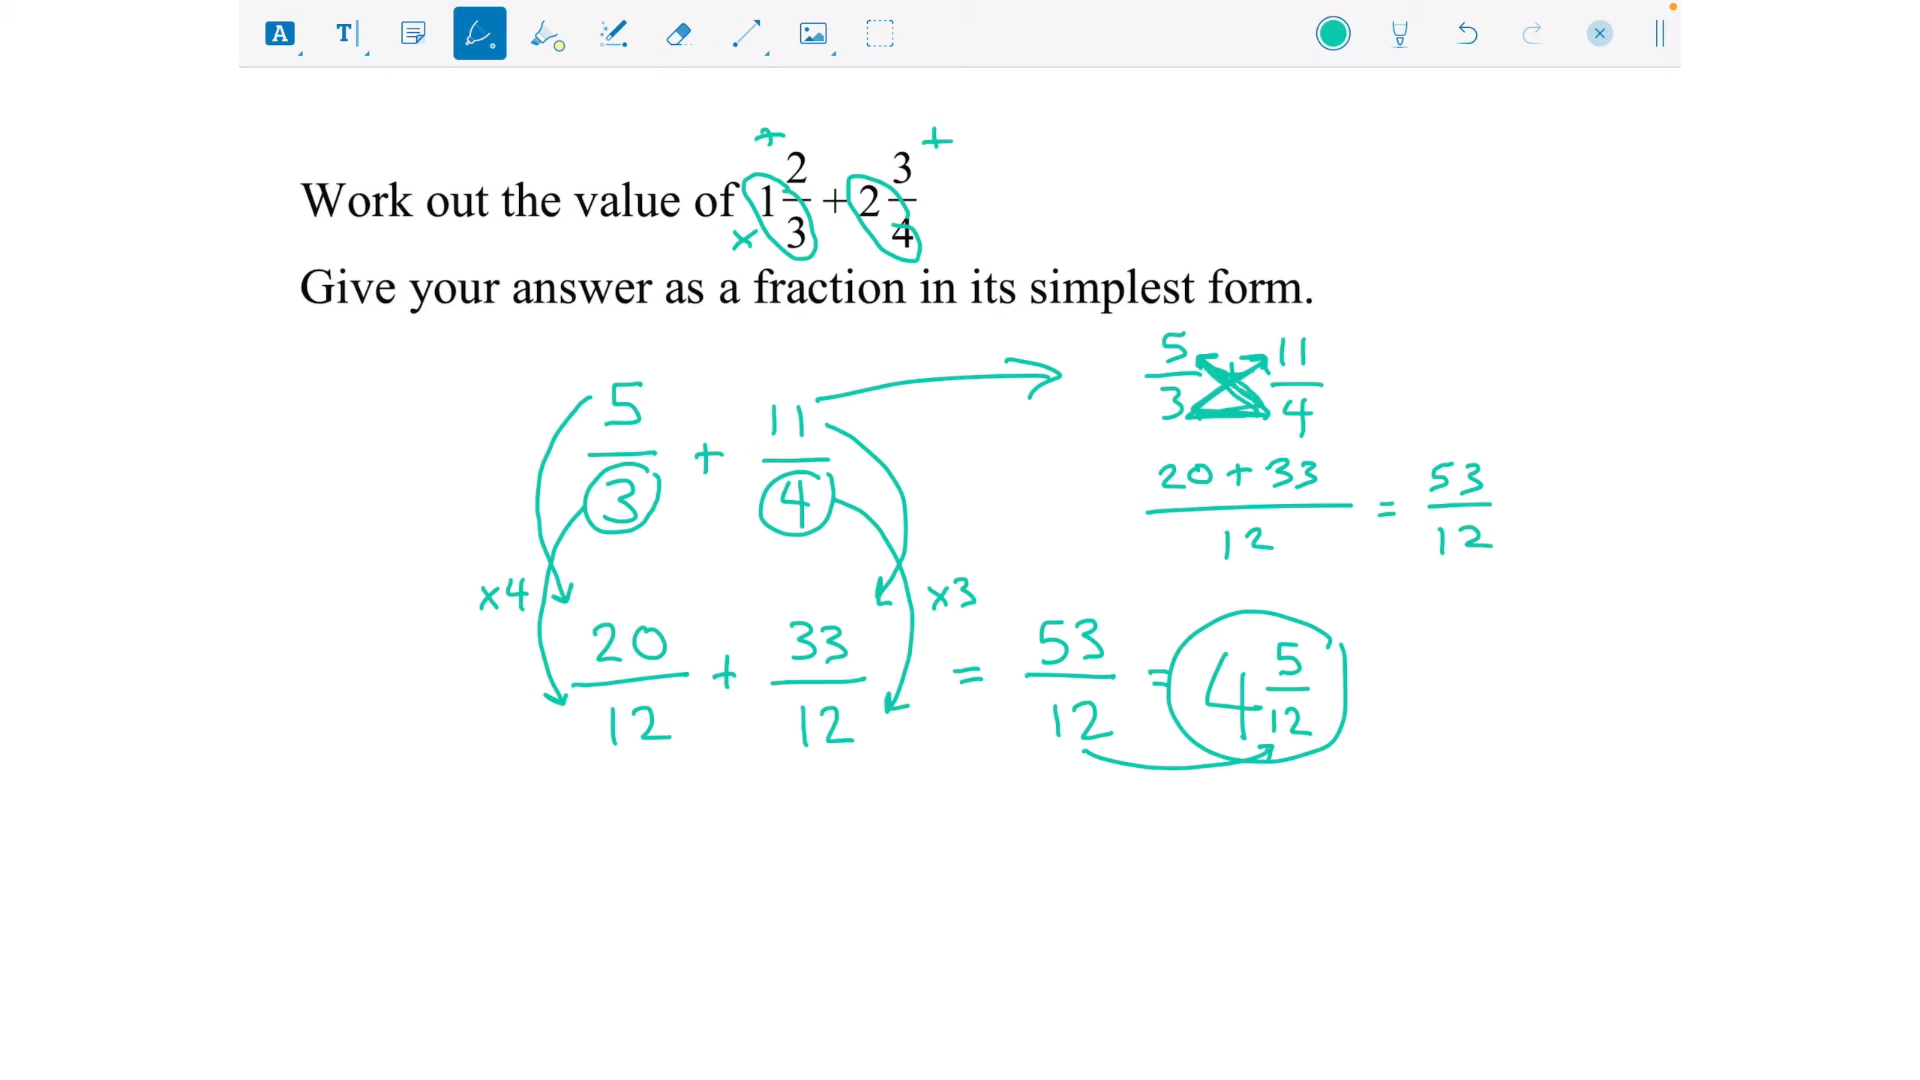 A T
+ +
Work out the value of 1 2/3 + 2 3/4
×
Give your answer as a fraction in its simplest form.
5/3 + 11/4
5/3 + 11/4
20 + 33 / 12 = 53/12
×4 ×3
20/12 + 33/12 = 53/12 = 4 5/12